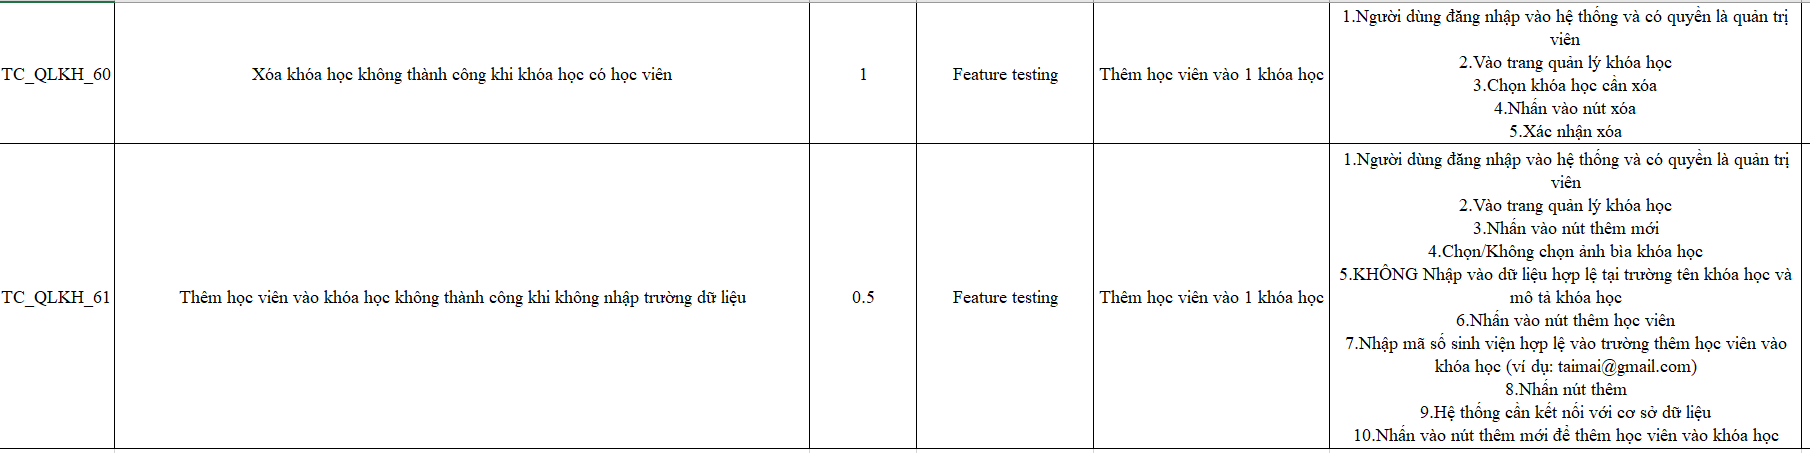 TC_QLKH_60
Xóa khóa học không thành công khi khóa học có học viên
1
Feature testing
Thêm học viên vào 1 khóa học
1.Người dùng đăng nhập vào hệ thống và có quyền là quản trị
viên
2.Vào trang quản lý khóa học
3.Chọn khóa học cần xóa
4.Nhấn vào nút xóa
5.Xác nhận xóa
TC_QLKH_61
Thêm học viên vào khóa học không thành công khi không nhập trường dữ liệu
0.5
Feature testing
Thêm học viên vào 1 khóa học
1.Người dùng đăng nhập vào hệ thống và có quyền là quản trị
viên
2.Vào trang quản lý khóa học
3.Nhấn vào nút thêm mới
4.Chọn/Không chọn ảnh bìa khóa học
5.KHÔNG Nhập vào dữ liệu hợp lệ tại trường tên khóa học và
mô tả khóa học
6.Nhấn vào nút thêm học viên
7.Nhập mã số sinh viện hợp lệ vào trường thêm học viên vào
khóa học (ví dụ: taimai@gmail.com)
8.Nhấn nút thêm
9.Hệ thống cần kết nối với cơ sở dữ liệu
10.Nhấn vào nút thêm mới để thêm học viên vào khóa học